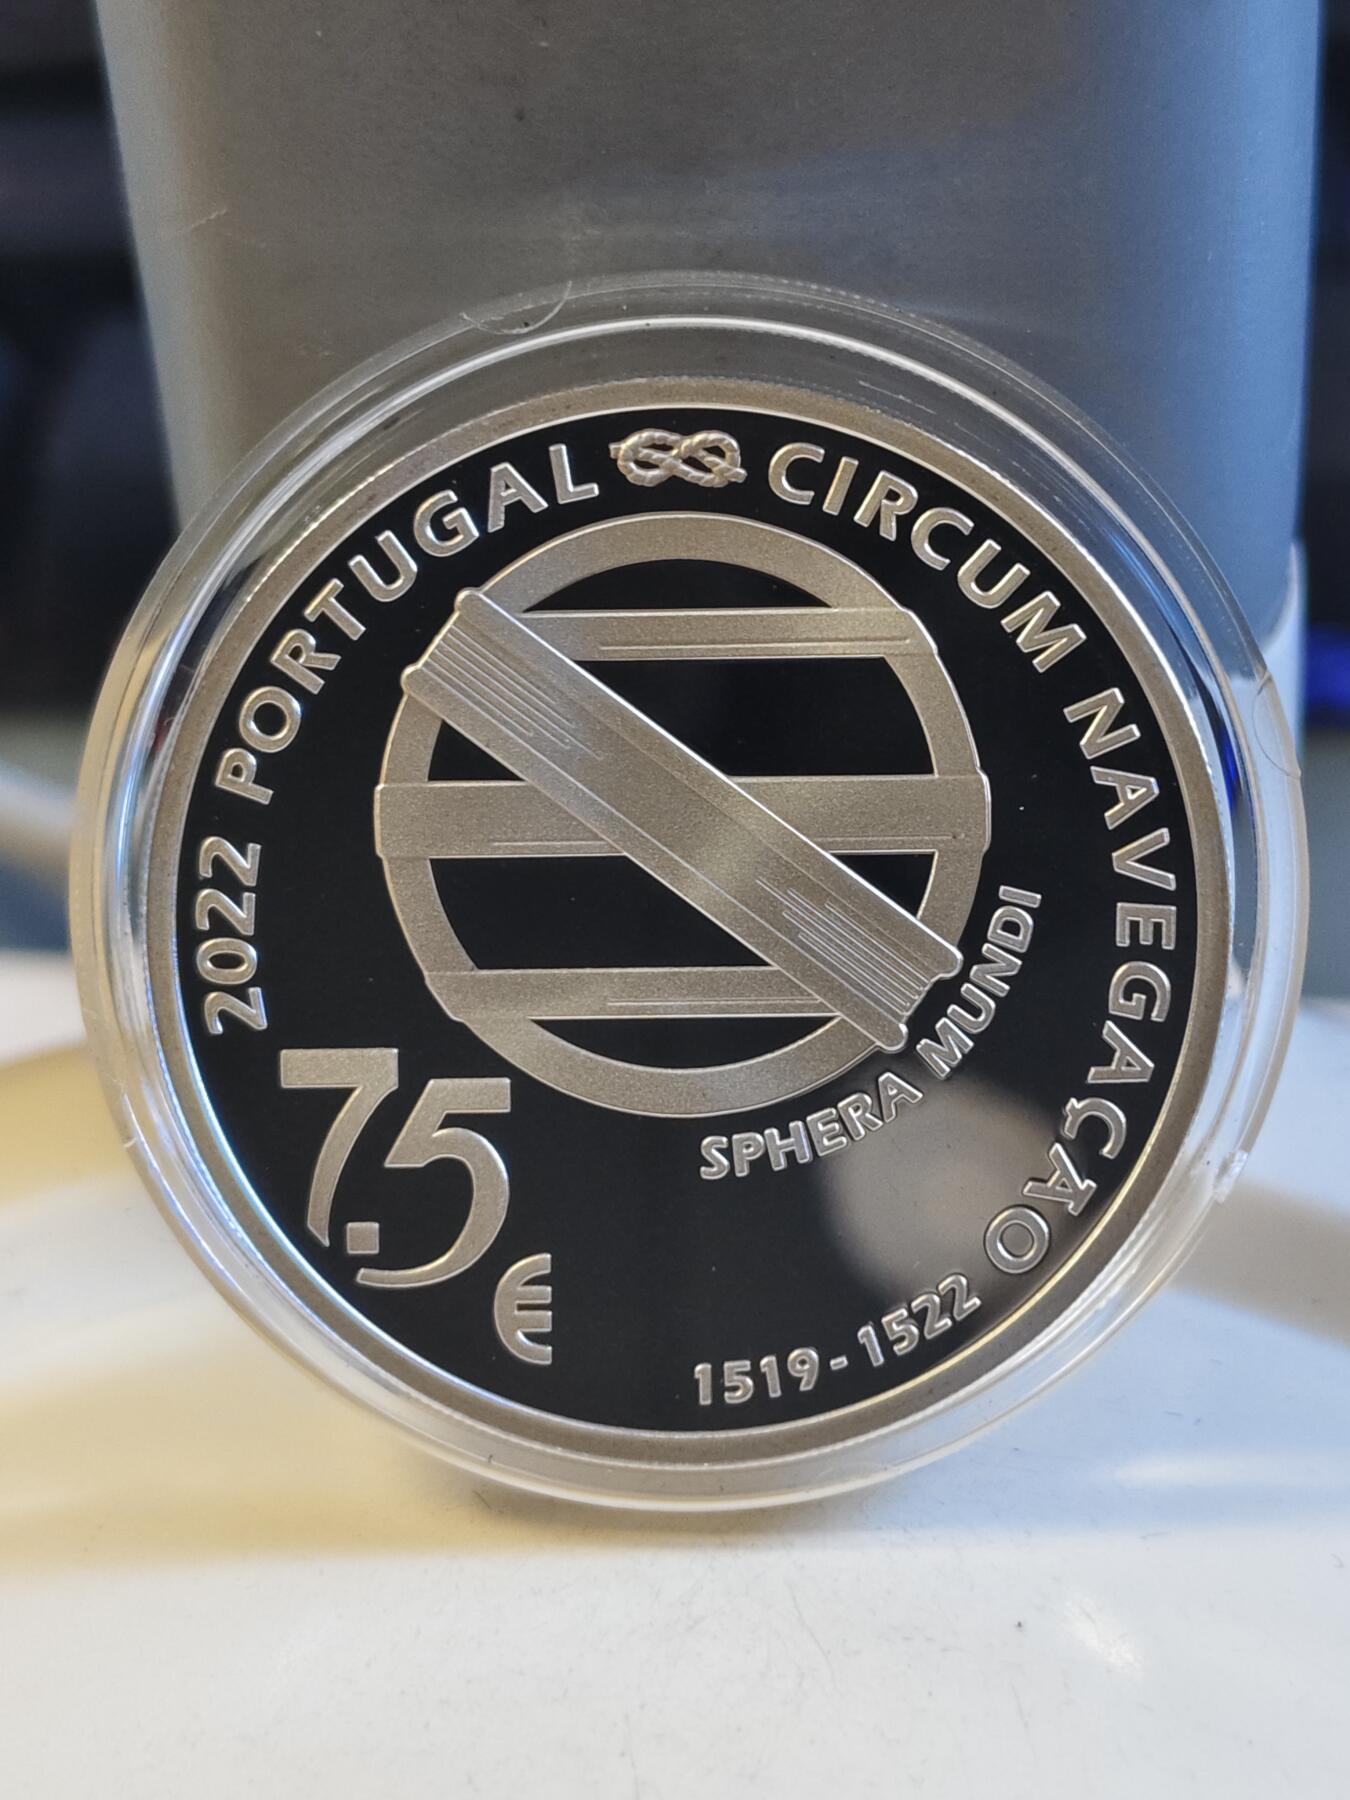 2022 PORTUGAL
CIRCUM NAVEGAÇÃO
SPHERA MUNDI
7.5 €
1519-1522